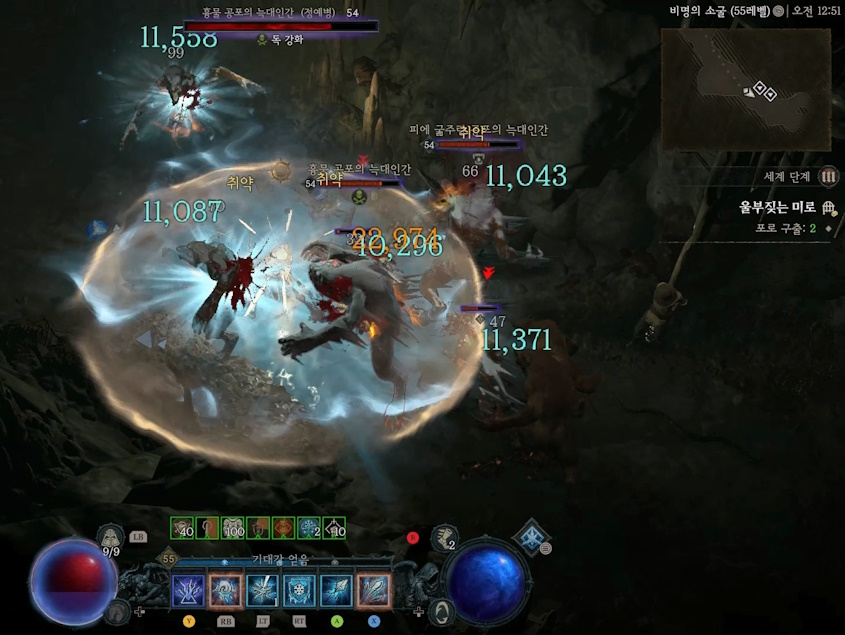 흉물 공포의 늑대인간 (정예병) 54
독 강화
비명의 소굴 (55레벨) 오전 12:51
11,558
99
피에 굶주린 공포의 늑대인간
취약
54
66 11,043
흉물 공포의 늑대인간
취약
54 취약
11,087
40,296
세계 단계 III
울부짖는 미로
포로 구출: 2
47
11,371
LB
9/9
40
100
2
10
B
2
55
기대감 얻음
Y RB LT RT A X